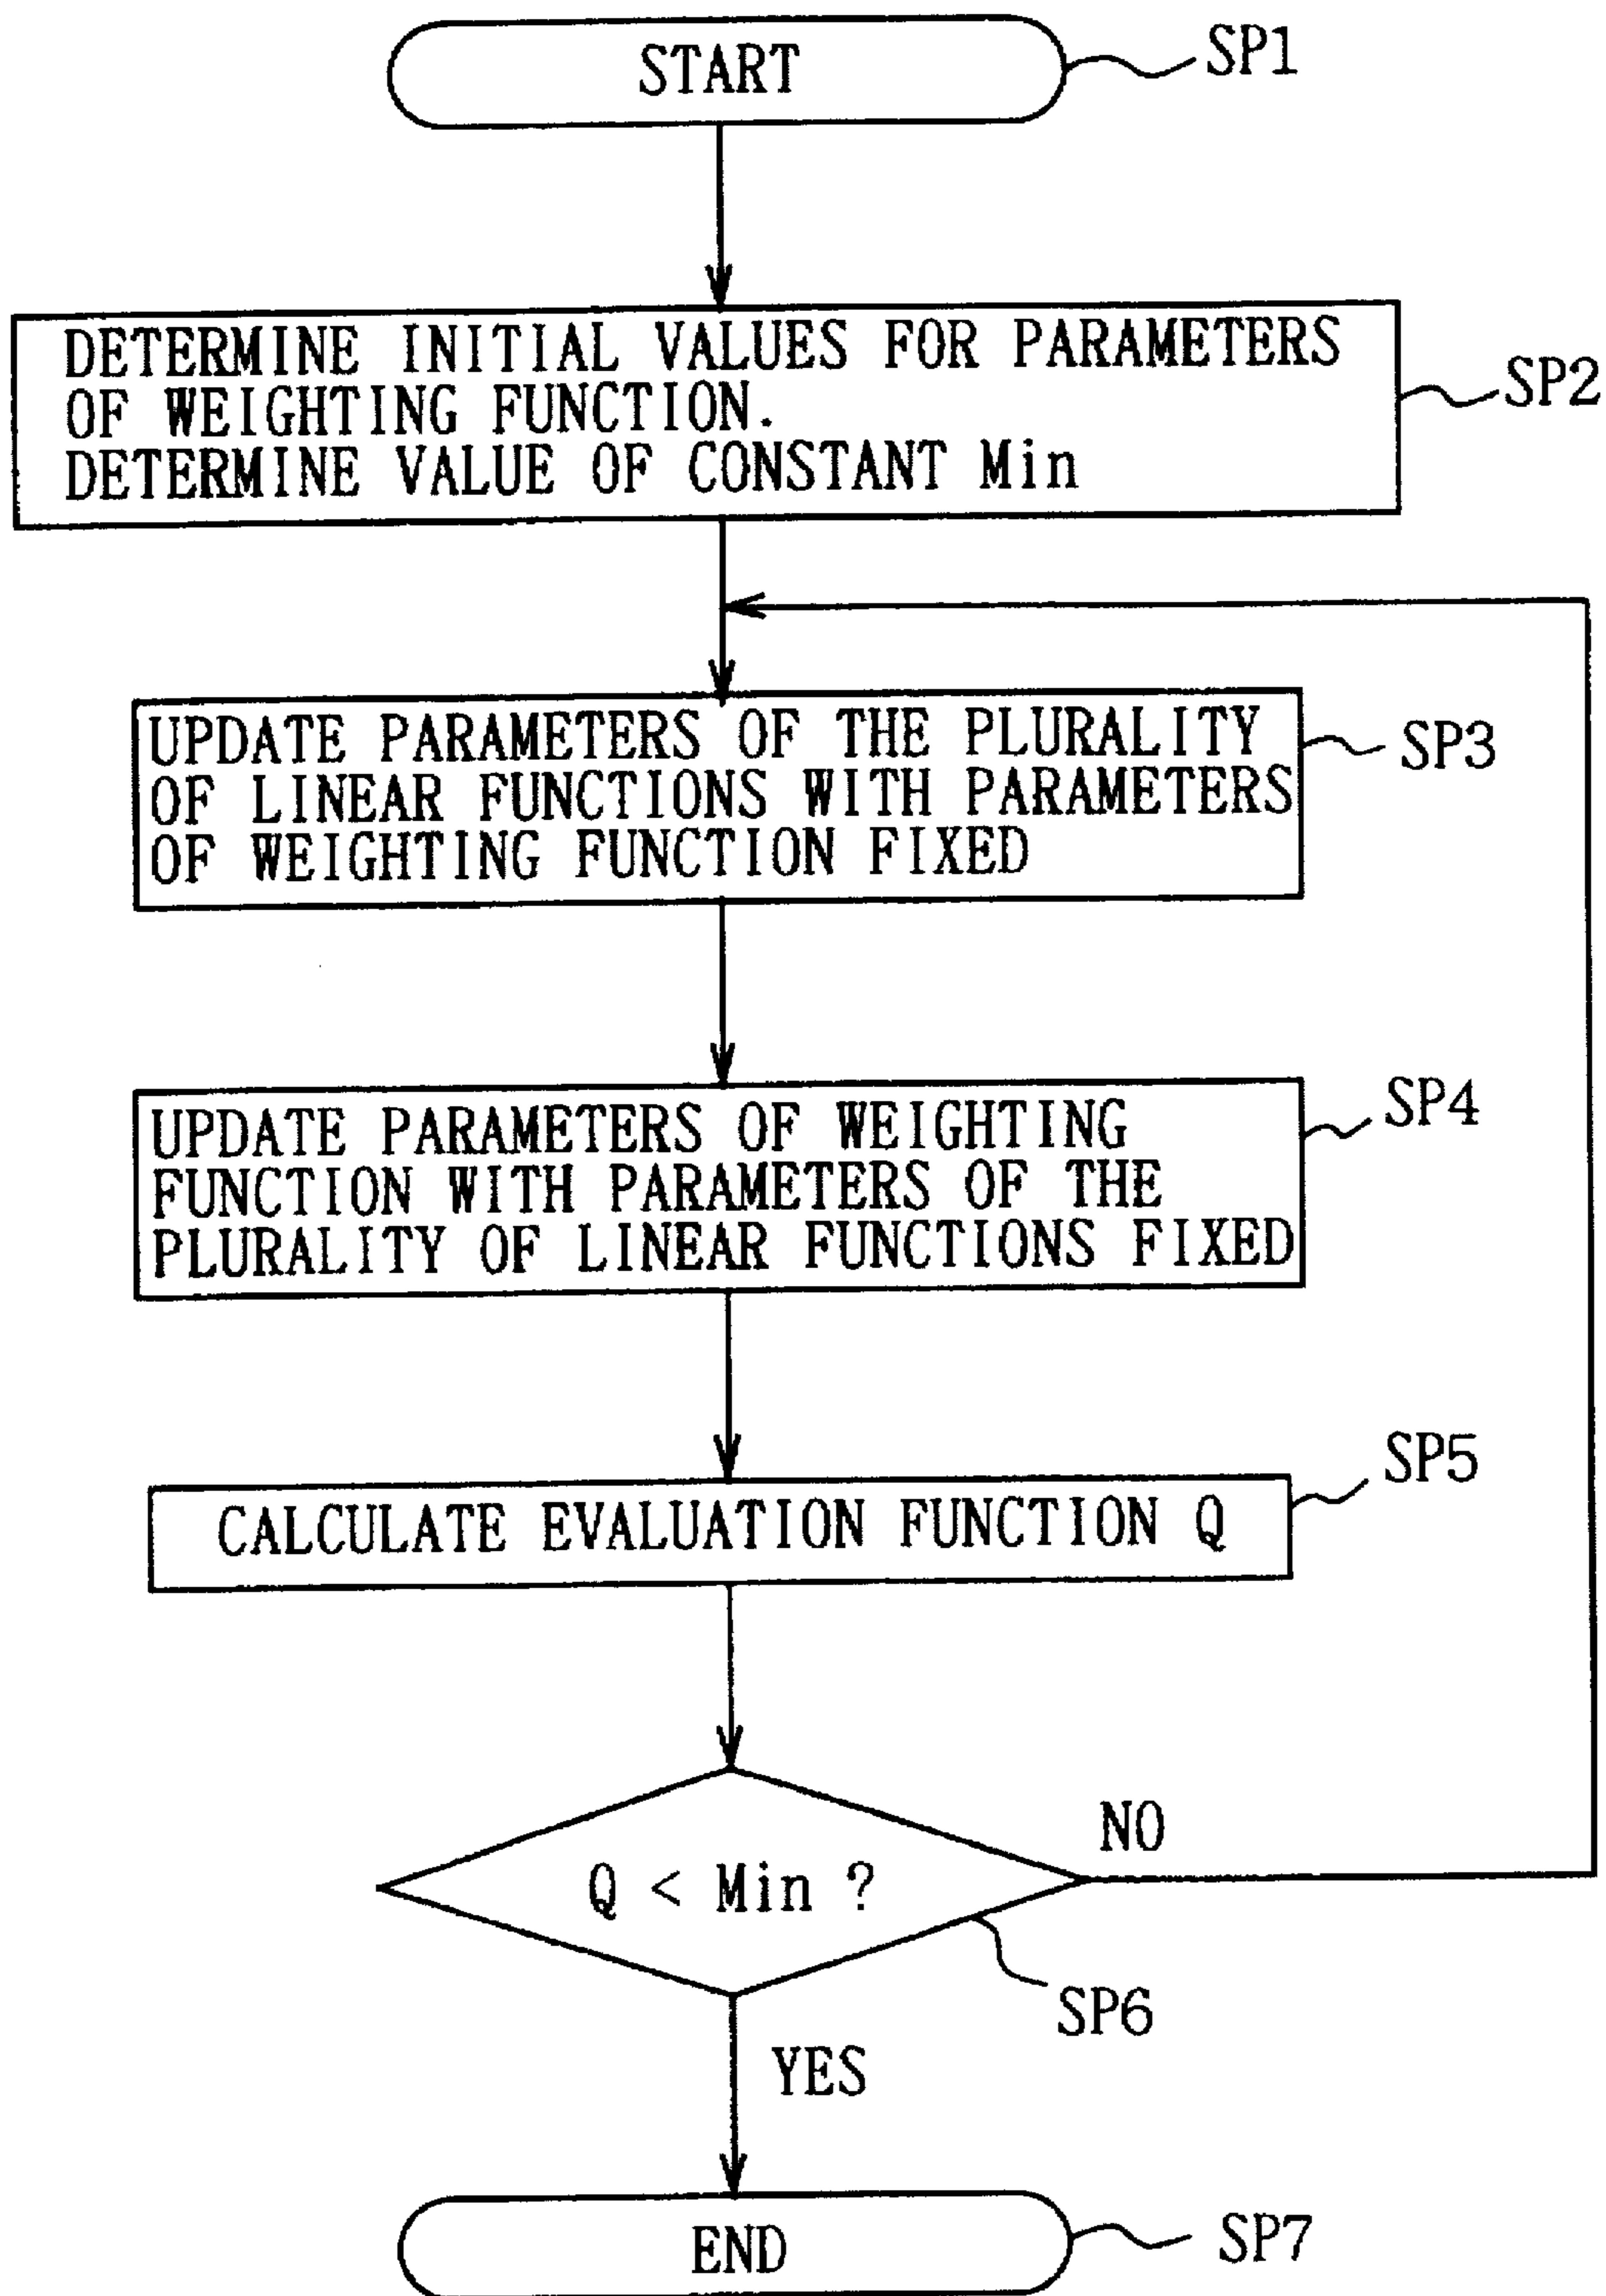 START
SP1
DETERMINE INITIAL VALUES FOR PARAMETERS
OF WEIGHTING FUNCTION.
DETERMINE VALUE OF CONSTANT Min
SP2
UPDATE PARAMETERS OF THE PLURALITY
OF LINEAR FUNCTIONS WITH PARAMETERS
OF WEIGHTING FUNCTION FIXED
SP3
UPDATE PARAMETERS OF WEIGHTING
FUNCTION WITH PARAMETERS OF THE
PLURALITY OF LINEAR FUNCTIONS FIXED
SP4
CALCULATE EVALUATION FUNCTION Q
SP5
Q < Min ?
NO
SP6
YES
END
SP7